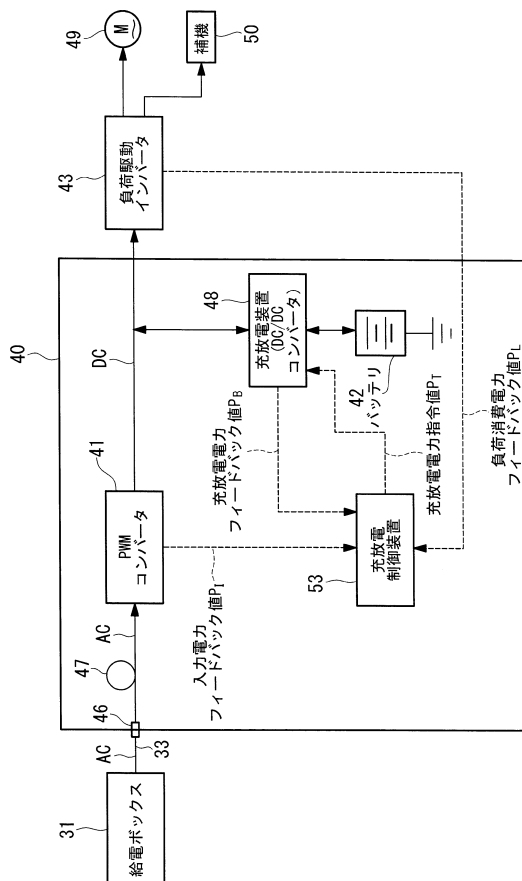 31
給電ボックス
AC
33
46
47
AC
41
PWM
コンバータ
40
DC
43
負荷駆動
インバータ
49
M
50
補機
48
充放電装置
(DC/DC
コンバータ)
42
バッテリ
53
充放電
制御装置
入力電力
フィードバック値PI
充放電電力
フィードバック値PB
充放電電力指令値PT
負荷消費電力
フィードバック値PL